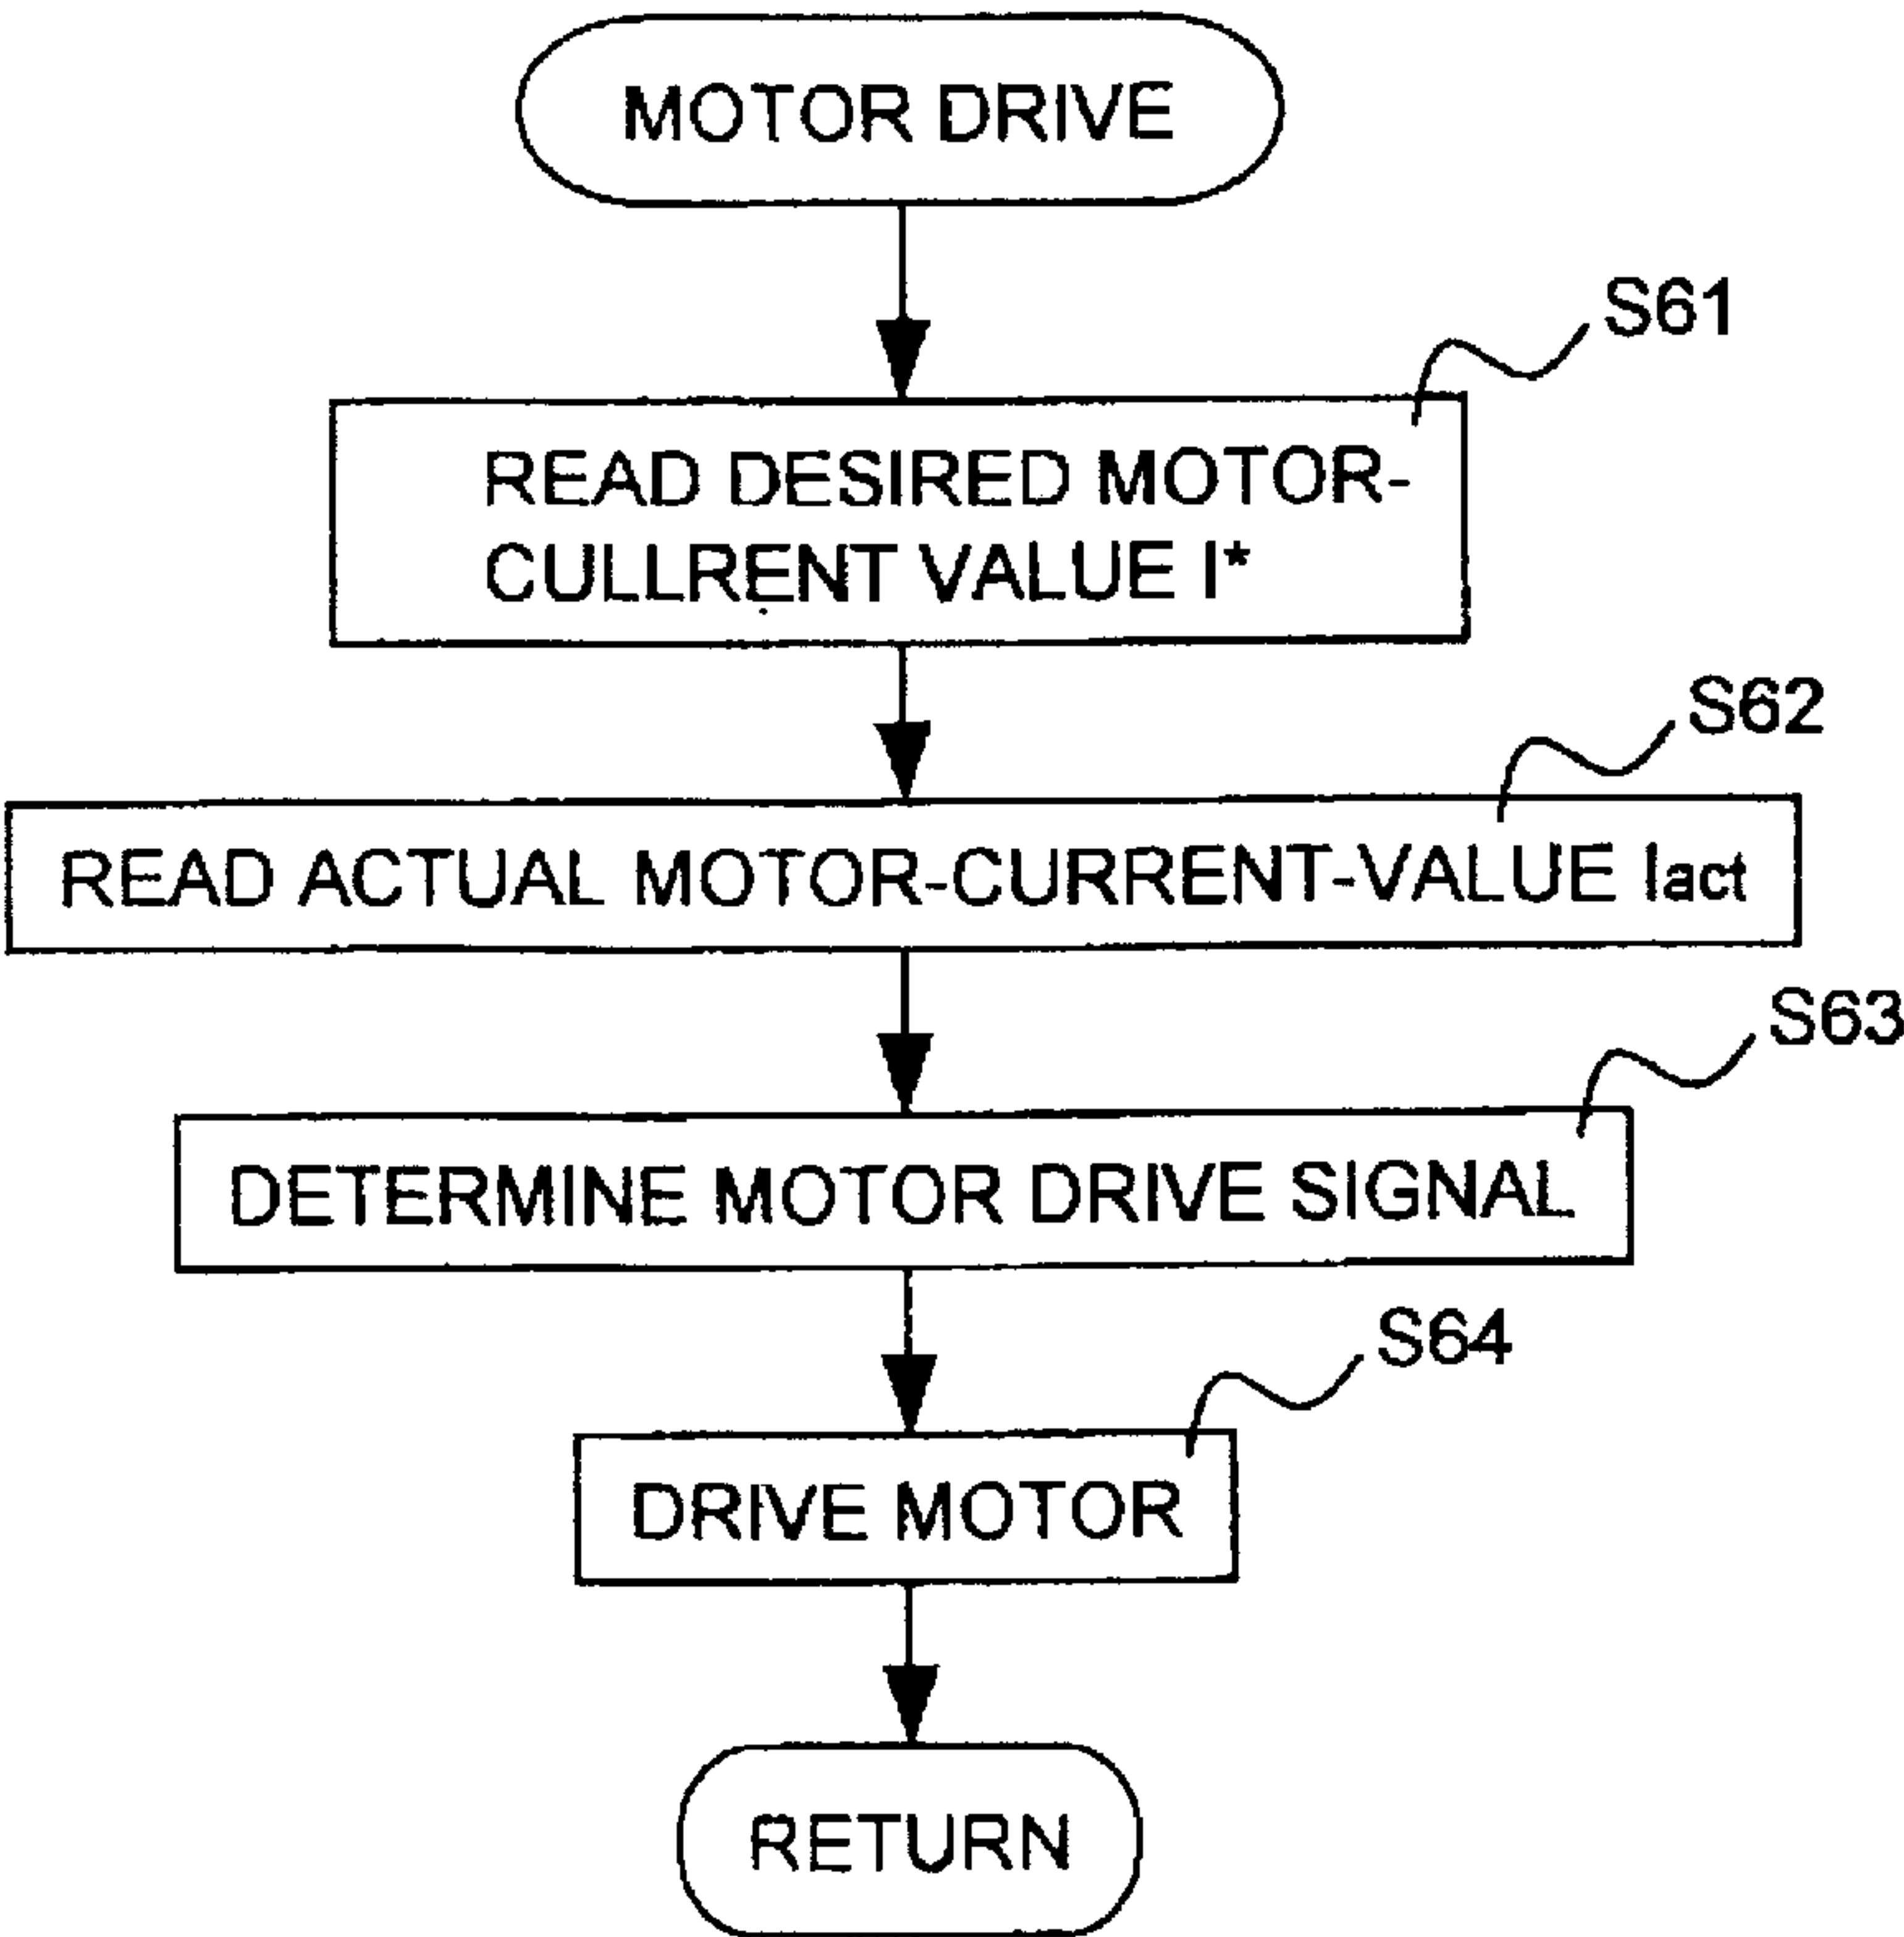 MOTOR DRIVE
S61
READ DESIRED MOTOR-
CULLRENT VALUE I*
S62
READ ACTUAL MOTOR-CURRENT-VALUE Iact
S63
DETERMINE MOTOR DRIVE SIGNAL
S64
DRIVE MOTOR
RETURN